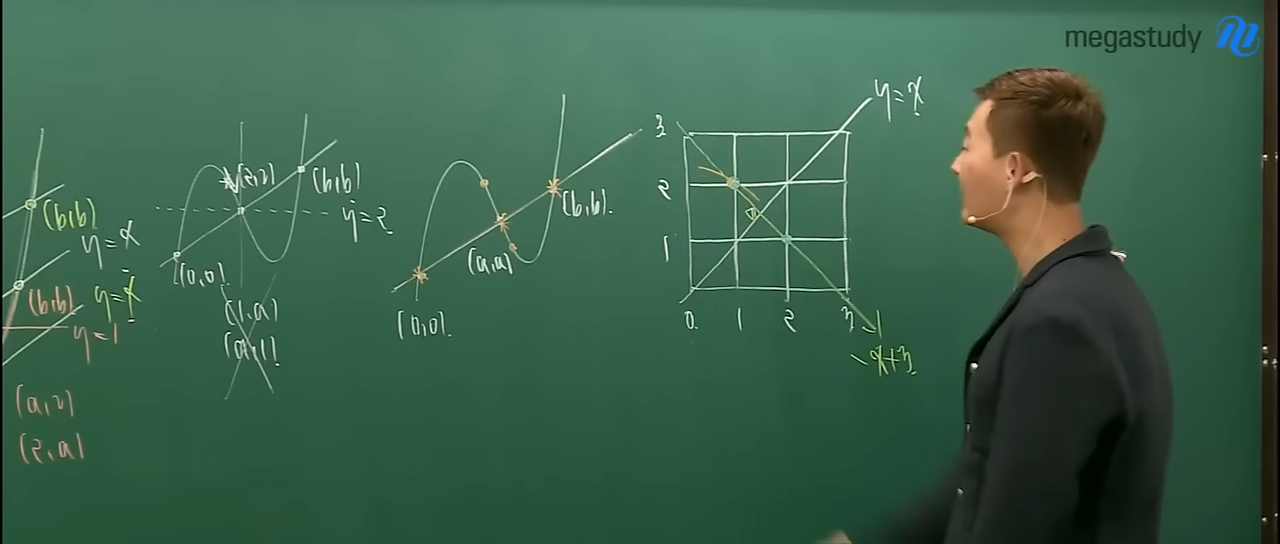 megastudy
(b,b)
y=x
(b,b)
y=x
y=1
(a,2)
(2,a)
(2,2)
(b,b)
y=2
(0,0)
(1,a)
(a,1)
(b,b).
(a,a)
(0,0).
y=x
3
2
1
0
1
2
3
-1
-x+3